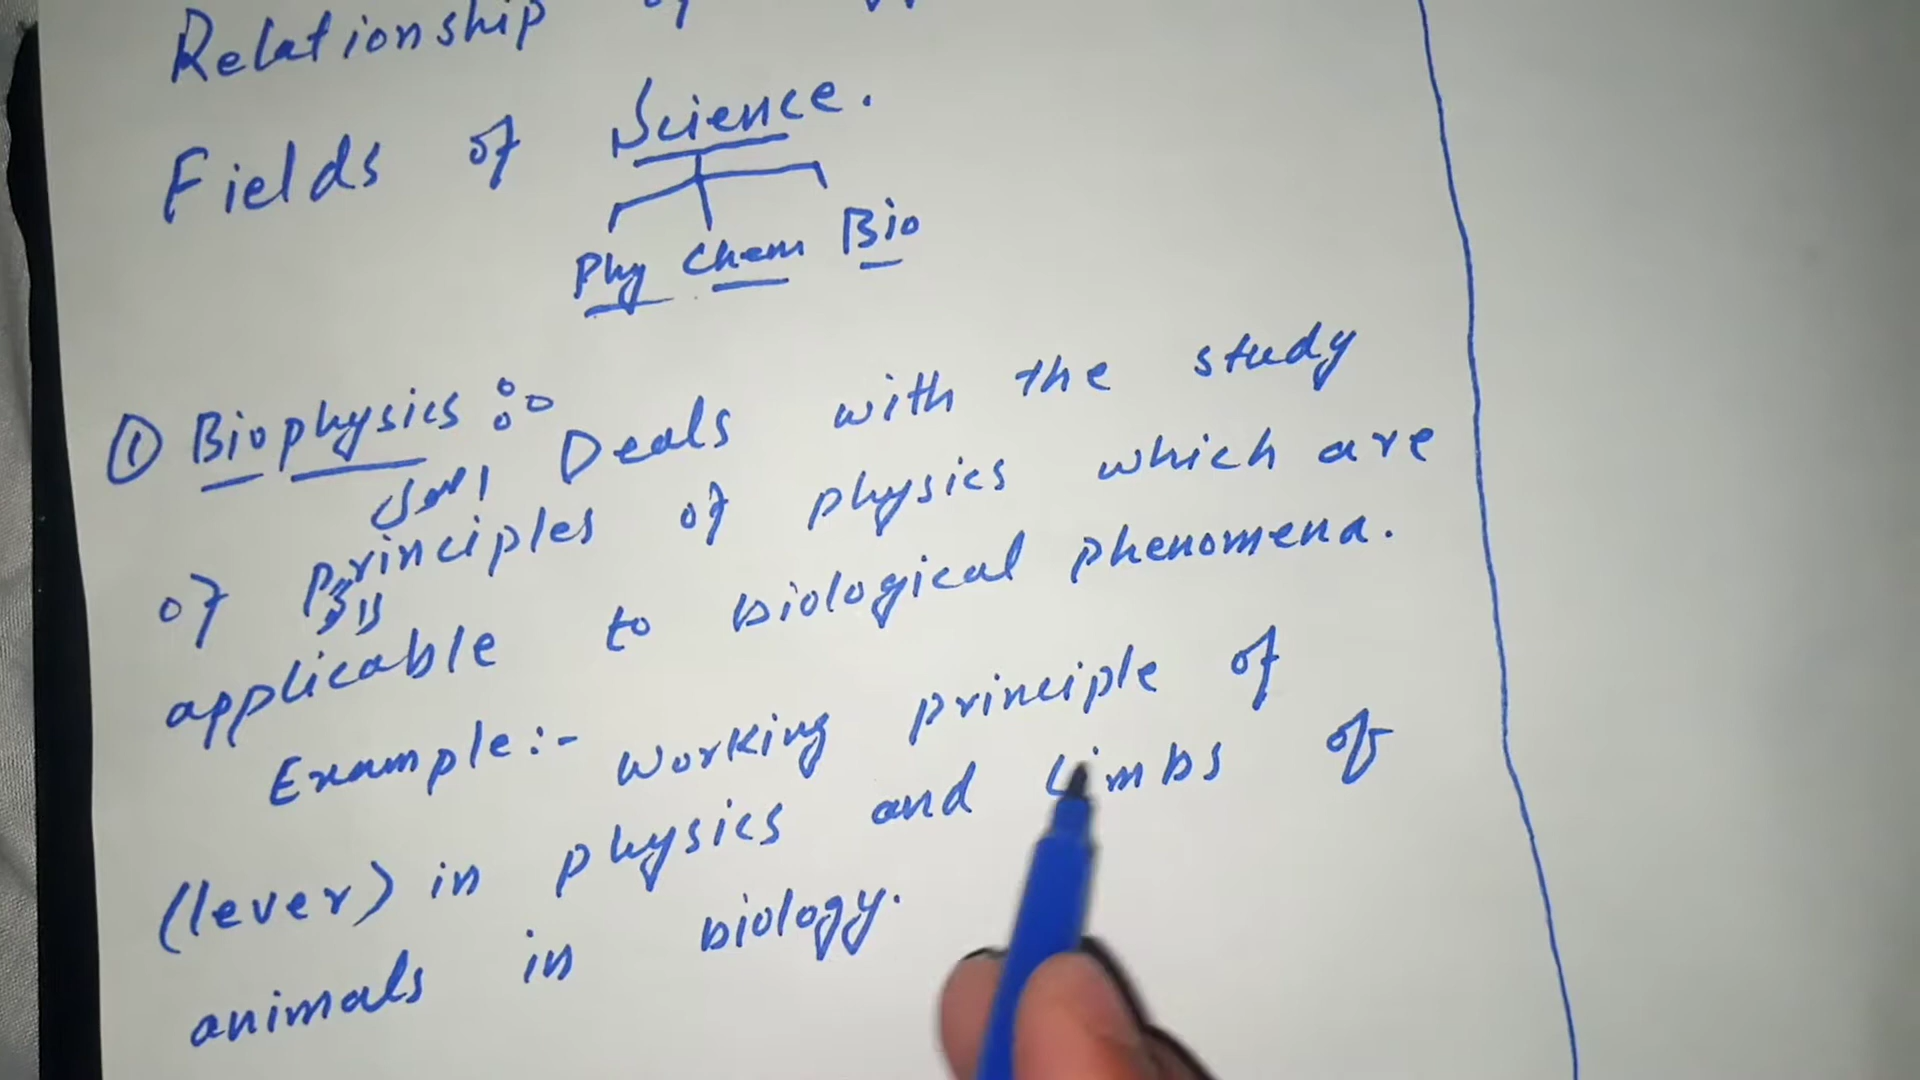 Relationship of
Fields of Science.
Phy Chem Bio
① Biophysics :- Deals with the study
of principles of physics which are
applicable to biological phenomena.
Example:- Working principle of
(lever) in physics and Limbs of
animals in biology.